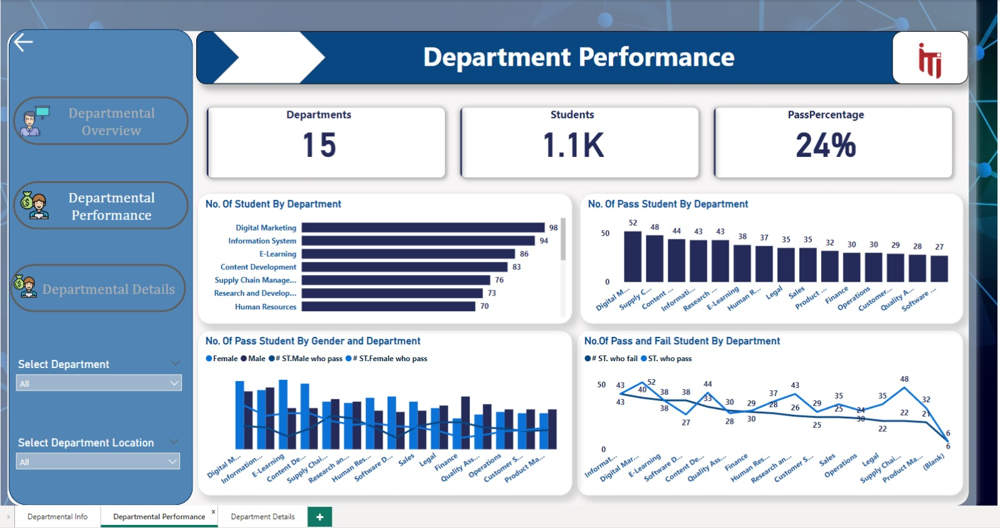 Department Performance
iTi
Departmental
Overview
Departmental
Performance
Departmental Details
Select Department
All
Select Department Location
All
Departments
15
Students
1.1K
PassPercentage
24%
No. Of Student By Department
Digital Marketing 98
Information System 94
E-Learning 86
Content Development 83
Supply Chain Manage... 76
Research and Develop... 73
Human Resources 70
No. Of Pass Student By Department
50
0
52 48 44 43 43 38 37 35 35 32 30 30 29 28 27
Digital M... Supply C... Content ... Informati... Research ... E-Learning Human R... Legal Sales Product ... Finance Operations Customer... Quality A... Software ...
No. Of Pass Student By Gender and Department
Female Male # ST.Male who pass # ST.Female who pass
Digital M... Information... E-Learning Content De... Supply Chai... Research an... Human Res... Software D... Sales Legal Finance Quality Ass... Operations Customer S... Product Ma...
No.Of Pass and Fail Student By Department
# ST. who fail ST. who pass
50
0
43 52 38 38 44 30 29 37 43 29 35 24 35 48 32 6
43 40 38 27 33 28 30 28 26 25 25 30 22 22 21 6
Informat... Digital Mar... E-Learning Software D... Content De... Quality Ass... Finance Human Res... Research an... Customer S... Sales Operations Legal Supply Chai... Product Ma... (Blank)
Departmental Info
Departmental Performance x
Department Details
+